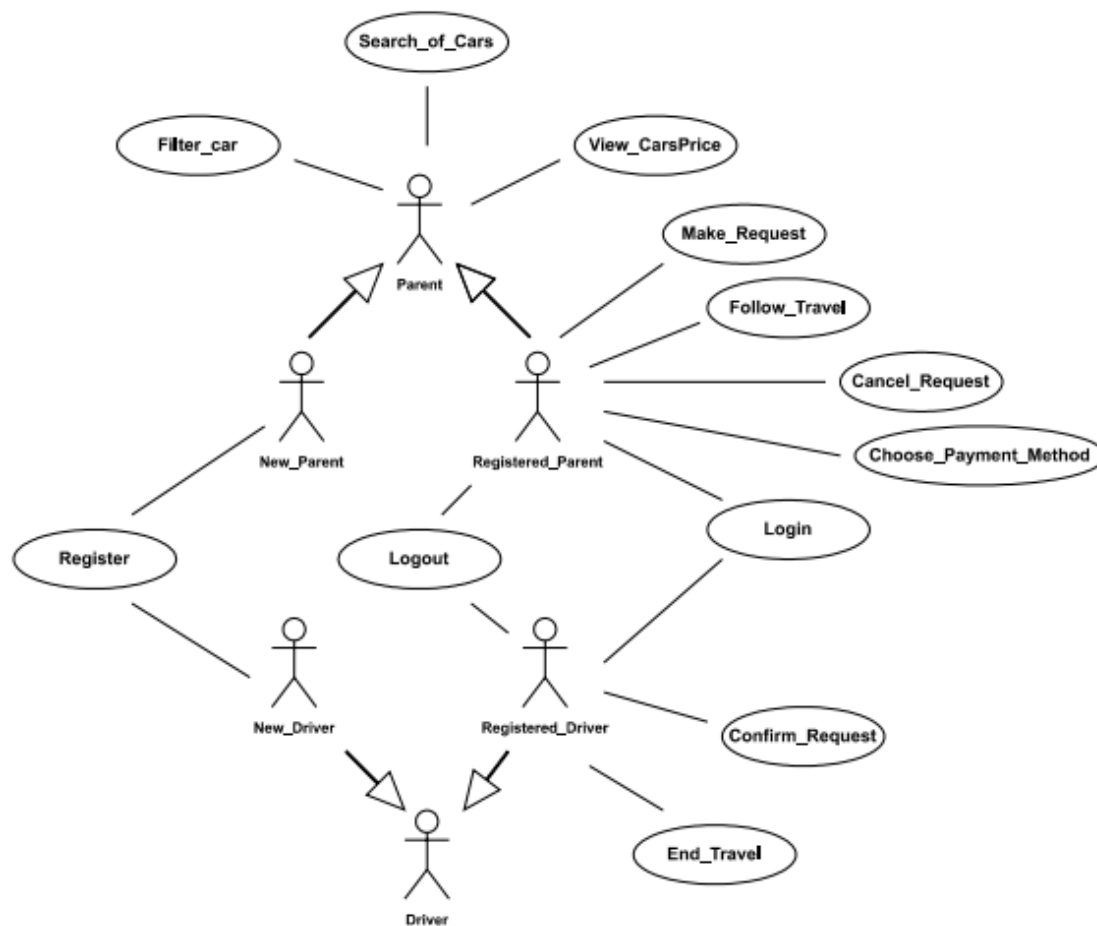 Search_of_Cars
Filter_car
View_CarsPrice
Make_Request
Parent
Follow_Travel
Cancel_Request
New_Parent
Registered_Parent
Choose_Payment_Method
Register
Logout
Login
New_Driver
Registered_Driver
Confirm_Request
End_Travel
Driver